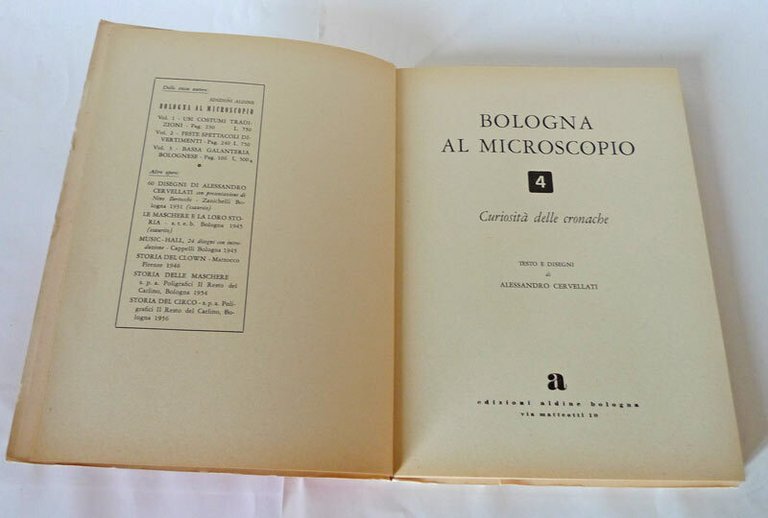 Dello stesso autore:
EDIZIONI ALDINE
BOLOGNA AL MICROSCOPIO
Vol. 1 - UN COSTUMI TRADI-
ZIONI - Pag. 250 L. 750
Vol. 2 - FESTE SPETTACOLI DI-
VERTIMENTI - Pag. 240 L. 750
Vol. 3 - BASSA GALANTERIA
BOLOGNESE - Pag. 106 L. 500
Altre opere:
60 DISEGNI DI ALESSANDRO
CERVELLATI con presentazione di
Nino Bertocchi - Zanichelli Bo-
logna 1931 (esaurito)
LE MASCHERE E LA LORO STO-
RIA - a.t.e.b. Bologna 1945
(esaurito)
MUSIC-HALL, 24 disegni con intro-
duzione - Cappelli Bologna 1945
STORIA DEL CLOWN - Marzocco
Firenze 1946
STORIA DELLE MASCHERE
s.p.a. Poligrafici Il Resto del
Carlino, Bologna 1954
STORIA DEL CIRCO - s.p.a. Poli-
grafici Il Resto del Carlino, Bo-
logna 1956
BOLOGNA
AL MICROSCOPIO
4
Curiosità delle cronache
TESTO E DISEGNI
di
ALESSANDRO CERVELLATI
a
edizioni aldine bologna
via matteotti 10